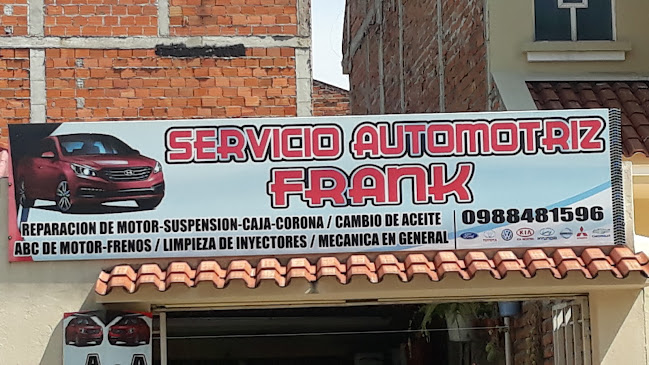 SERVICIO AUTOMOTRIZ
FRANK
REPARACION DE MOTOR-SUSPENSION-CAJA-CORONA / CAMBIO DE ACEITE
ABC DE MOTOR-FRENOS / LIMPIEZA DE INYECTORES / MECANICA EN GENERAL
0988481596